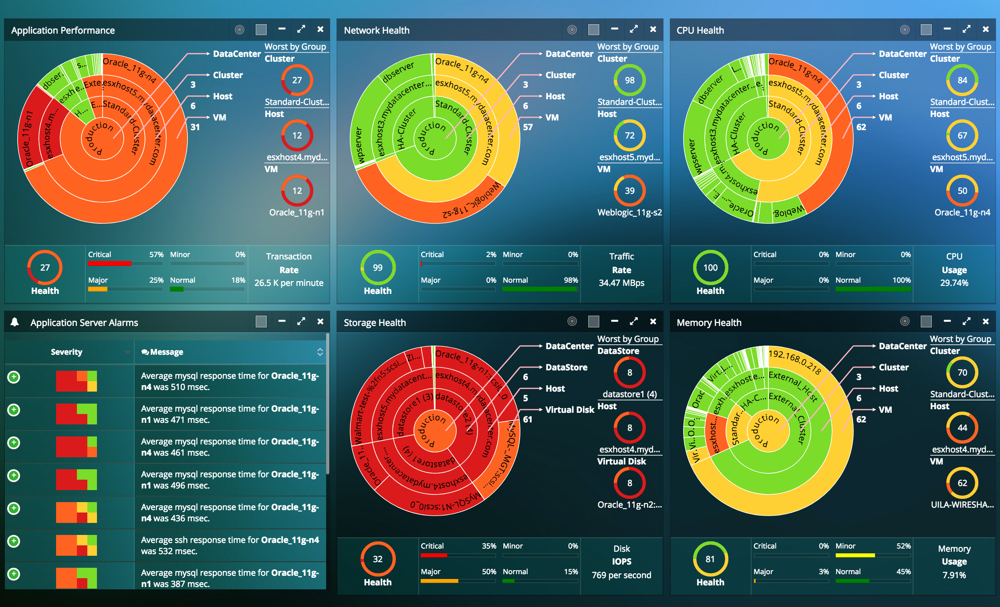 Application Performance
Oracle_11g-n4
esxhost5.mydatacenter.com
Standard-Cluster
Production
Exte...
E...
H...
esxh
e...
dbser.
s...
esxhost4.m...
Oracle_11g-n1
DataCenter
Cluster
3
Host
6
VM
31
Worst by Group
Cluster
27
Standard-Clust...
Host
12
esxhost4.myd...
VM
12
Oracle_11g-n1
27
Health
Critical 57%
Minor 0%
Major 25%
Normal 18%
Transaction
Rate
26.5 K per minute
Network Health
Oracle_11g-n4
esxhost5.mydatacenter.com
Standard-Cluster
Production
HA-Cluster
esxhost3.mydatacenter...
dbserver
wpserver
Weblogic_11g-s2
DataCenter
Cluster
3
Host
6
VM
57
Worst by Group
Cluster
98
Standard-Clust...
Host
72
esxhost5.myd...
VM
39
Weblogic_11g-s2
99
Health
Critical 2%
Minor 0%
Major 0%
Normal 98%
Traffic
Rate
34.47 MBps
CPU Health
Oracle_11g-n4
esxhost5.mydatacenter.com
Standard-Cluster
Production
HA-Cluster
esxhost3.mydatacenter...
e.
esxhost4.m...
L...
dbserver
wpserver
E..
Oracle_...
Weblog.
DataCenter
Cluster
3
Host
6
VM
62
Worst by Group
Cluster
84
Standard-Clust...
Host
67
esxhost5.myd...
VM
50
Oracle_11g-n4
100
Health
Critical 0%
Minor 0%
Major 0%
Normal 100%
CPU
Usage
29.74%
Application Server Alarms
Severity
Message
Average mysql response time for Oracle_11g-
n4 was 510 msec.
Average mysql response time for Oracle_11g-
n1 was 471 msec.
Average mysql response time for Oracle_11g-
n4 was 461 msec.
Average mysql response time for Oracle_11g-
n1 was 496 msec.
Average mysql response time for Oracle_11g-
n4 was 436 msec.
Average ssh response time for Oracle_11g-n4
was 532 msec.
Average mysql response time for Oracle_11g-
n1 was 387 msec.
Storage Health
Oracle_11g-n1:scsi0_0
esxhost4.mydatacenter.com
datastore2 (4)
Production
datastore1 (3)
datastore1 (4)
esxhost5.mydatacent...
esxhost4.mydatacenter....
Zi...
Walmart-test-%2fn5:scsi...
Oracle_11...
MySQL-N1:scsi0_0
MySQL-_MGT:scsi...
DataCenter
DataStore
6
Host
5
Virtual Disk
61
Worst by Group
DataStore
8
datastore1 (4)
Host
8
esxhost4.myd...
Virtual Disk
8
Oracle_11g-n2:...
32
Health
Critical 35%
Minor 0%
Major 50%
Normal 15%
Disk
IOPS
769 per second
Memory Health
192.168.0.218
External_Host
External_Cluster
Production
HA-C...
Standar...
esxhost...
esxh...
esxhost
e...
L...
Virt.
Orac
O...
O.
Vi...
Vir.
DataCenter
Cluster
3
Host
6
VM
62
Worst by Group
Cluster
70
Standard-Clust...
Host
44
esxhost4.myd...
VM
62
UILA-WIRESHA...
81
Health
Critical 0%
Minor 52%
Major 3%
Normal 45%
Memory
Usage
7.91%